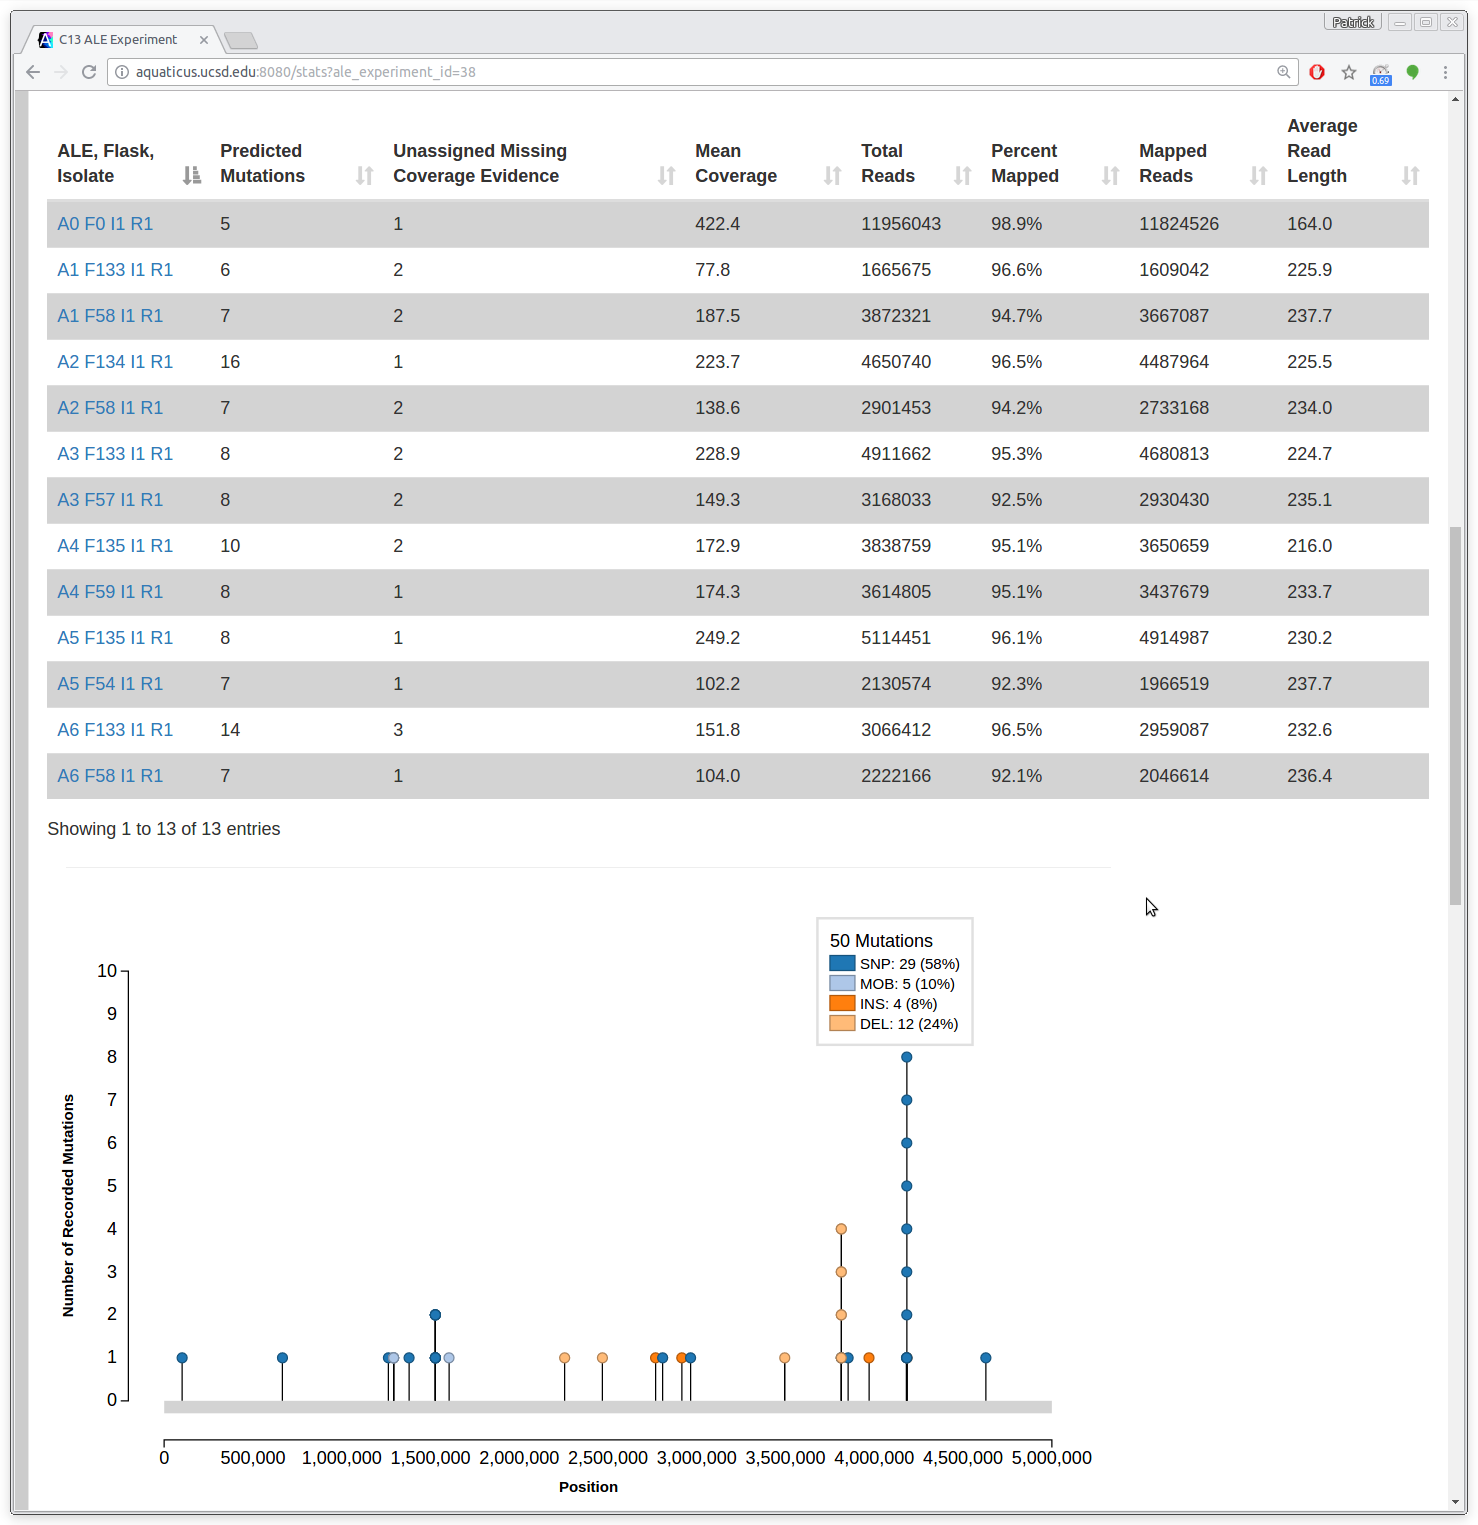 Patrick
C13 ALE Experiment
aquaticus.ucsd.edu:8080/stats?ale_experiment_id=38
0.69
ALE, Flask, Isolate Predicted Mutations Unassigned Missing Coverage Evidence Mean Coverage Total Reads Percent Mapped Mapped Reads Average Read Length
A0 F0 I1 R1 5 1 422.4 11956043 98.9% 11824526 164.0
A1 F133 I1 R1 6 2 77.8 1665675 96.6% 1609042 225.9
A1 F58 I1 R1 7 2 187.5 3872321 94.7% 3667087 237.7
A2 F134 I1 R1 16 1 223.7 4650740 96.5% 4487964 225.5
A2 F58 I1 R1 7 2 138.6 2901453 94.2% 2733168 234.0
A3 F133 I1 R1 8 2 228.9 4911662 95.3% 4680813 224.7
A3 F57 I1 R1 8 2 149.3 3168033 92.5% 2930430 235.1
A4 F135 I1 R1 10 2 172.9 3838759 95.1% 3650659 216.0
A4 F59 I1 R1 8 1 174.3 3614805 95.1% 3437679 233.7
A5 F135 I1 R1 8 1 249.2 5114451 96.1% 4914987 230.2
A5 F54 I1 R1 7 1 102.2 2130574 92.3% 1966519 237.7
A6 F133 I1 R1 14 3 151.8 3066412 96.5% 2959087 232.6
A6 F58 I1 R1 7 1 104.0 2222166 92.1% 2046614 236.4
Showing 1 to 13 of 13 entries
50 Mutations
SNP: 29 (58%)
MOB: 5 (10%)
INS: 4 (8%)
DEL: 12 (24%)
Number of Recorded Mutations
10
9
8
7
6
5
4
3
2
1
0
0 500,000 1,000,000 1,500,000 2,000,000 2,500,000 3,000,000 3,500,000 4,000,000 4,500,000 5,000,000
Position